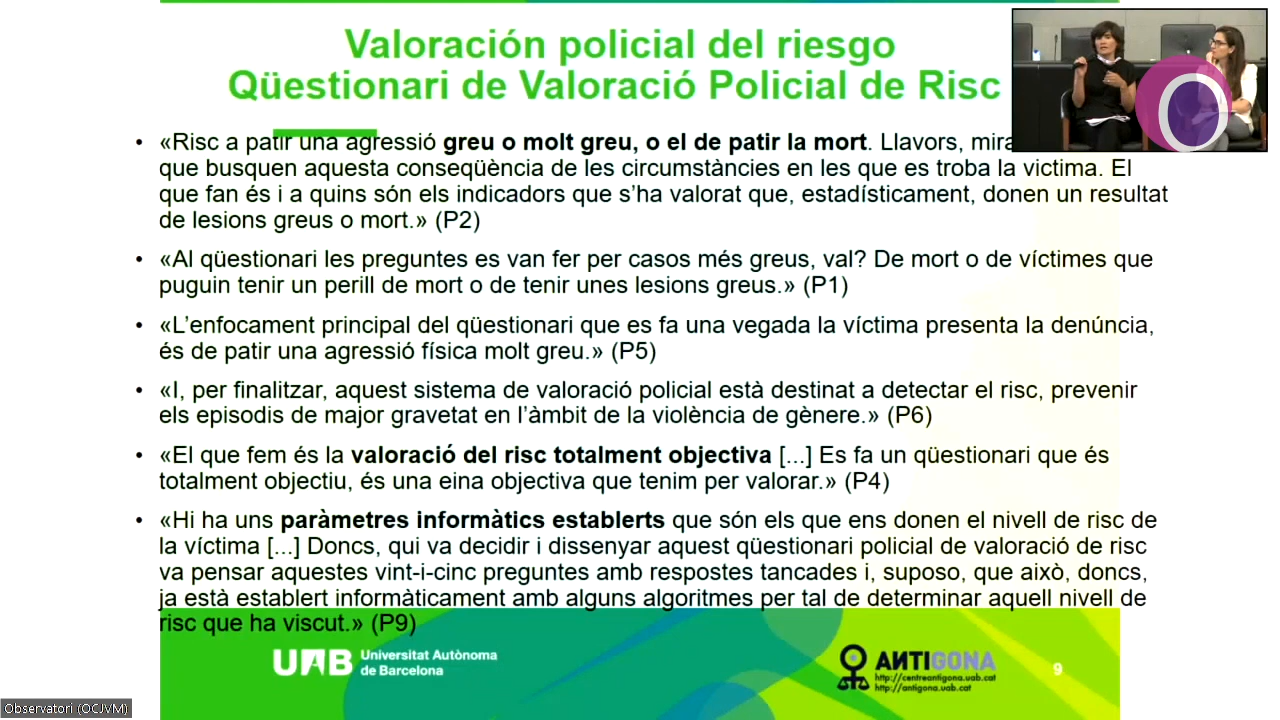 Valoración policial del riesgo
Qüestionari de Valoració Policial de Risc
• «Risc a patir una agressió greu o molt greu, o el de patir la mort. Llavors,
que busquen aquesta conseqüència de les circumstàncies en les que es troba la victima. El
que fan és i a quins són els indicadors que s’ha valorat que, estadísticament, donen un resultat
de lesions greus o mort.» (P2)
• «Al qüestionari les preguntes es van fer per casos més greus, val? De mort o de víctimes que
puguin tenir un perill de mort o de tenir unes lesions greus.» (P1)
• «L’enfocament principal del qüestionari que es fa una vegada la víctima presenta la denúncia,
és de patir una agressió física molt greu.» (P5)
• «I, per finalitzar, aquest sistema de valoració policial està destinat a detectar el risc, prevenir
els episodis de major gravetat en l’àmbit de la violència de gènere.» (P6)
• «El que fem és la valoració del risc totalment objectiva [...] Es fa un qüestionari que és
totalment objectiu, és una eina objectiva que tenim per valorar.» (P4)
• «Hi ha uns paràmetres informàtics establerts que són els que ens donen el nivell de risc de
la víctima [...] Doncs, qui va decidir i dissenyar aquest qüestionari policial de valoració de risc
va pensar aquestes vint-i-cinc preguntes amb respostes tancades i, suposo, que això, doncs,
ja està establert informàticament amb alguns algoritmes per tal de determinar aquell nivell de
risc que ha viscut.» (P9)
UAB Universitat Autònoma
de Barcelona
ANTIGONA
http://centreantigona.uab.cat
http://antigona.uab.cat
9
Observatori (OCJVM)